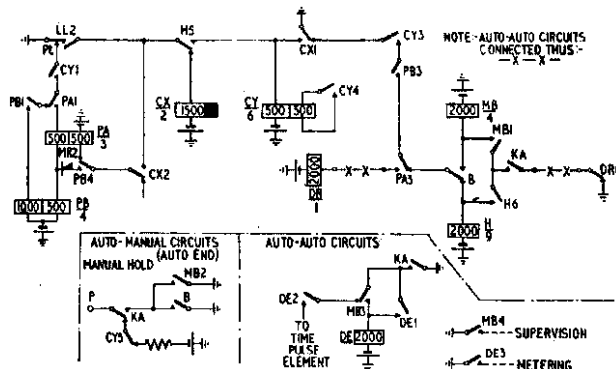 LL2
H5
Pt
CX1
CY3
NOTE:-AUTO-AUTO CIRCUITS
CONNECTED THUS:-
—X—X—
CY1
PB3
PB1
PA1
CX
2
1500
CY
6
500
500
CY4
2000
MB
4
500
500
PA
3
MB1
KA
MR2
PB4
CX2
2000
X X
PA3
B
X X
1000
500
PB
4
1
H6
2000
H
9
AUTO-MANUAL CIRCUITS
(AUTO END)
MANUAL HOLD
MB2
P
B
KA
CY5
AUTO-AUTO CIRCUITS
KA
DE2
MB3
DE1
TO
TIME
PULSE
ELEMENT
DE
2000
MB4
SUPERVISION
DE3
METERING